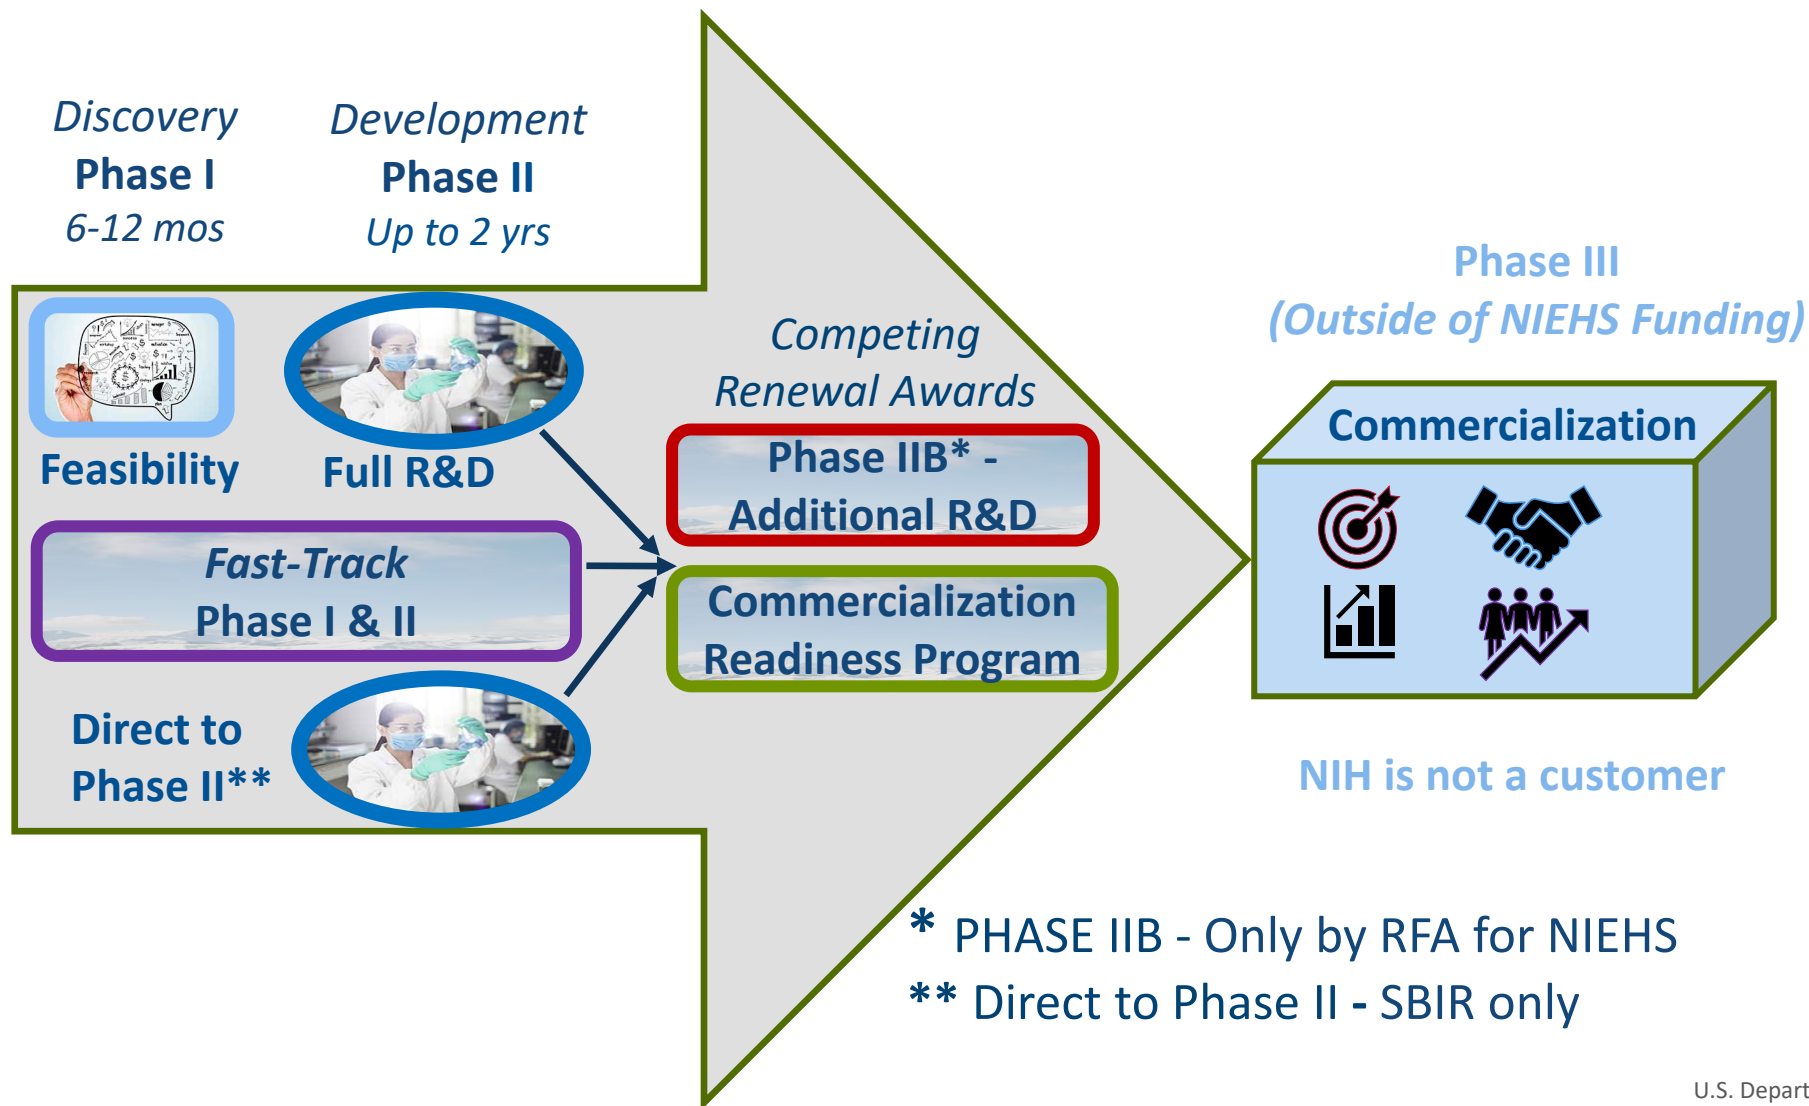 Discovery
Phase I
6-12 mos
Development
Phase II
Up to 2 yrs
Feasibility
Full R&D
Fast-Track
Phase I & II
Direct to
Phase II**
Competing
Renewal Awards
Phase IIB* -
Additional R&D
Commercialization
Readiness Program
Phase III
(Outside of NIEHS Funding)
Commercialization
NIH is not a customer
* PHASE IIB - Only by RFA for NIEHS
** Direct to Phase II - SBIR only
U.S. Depart